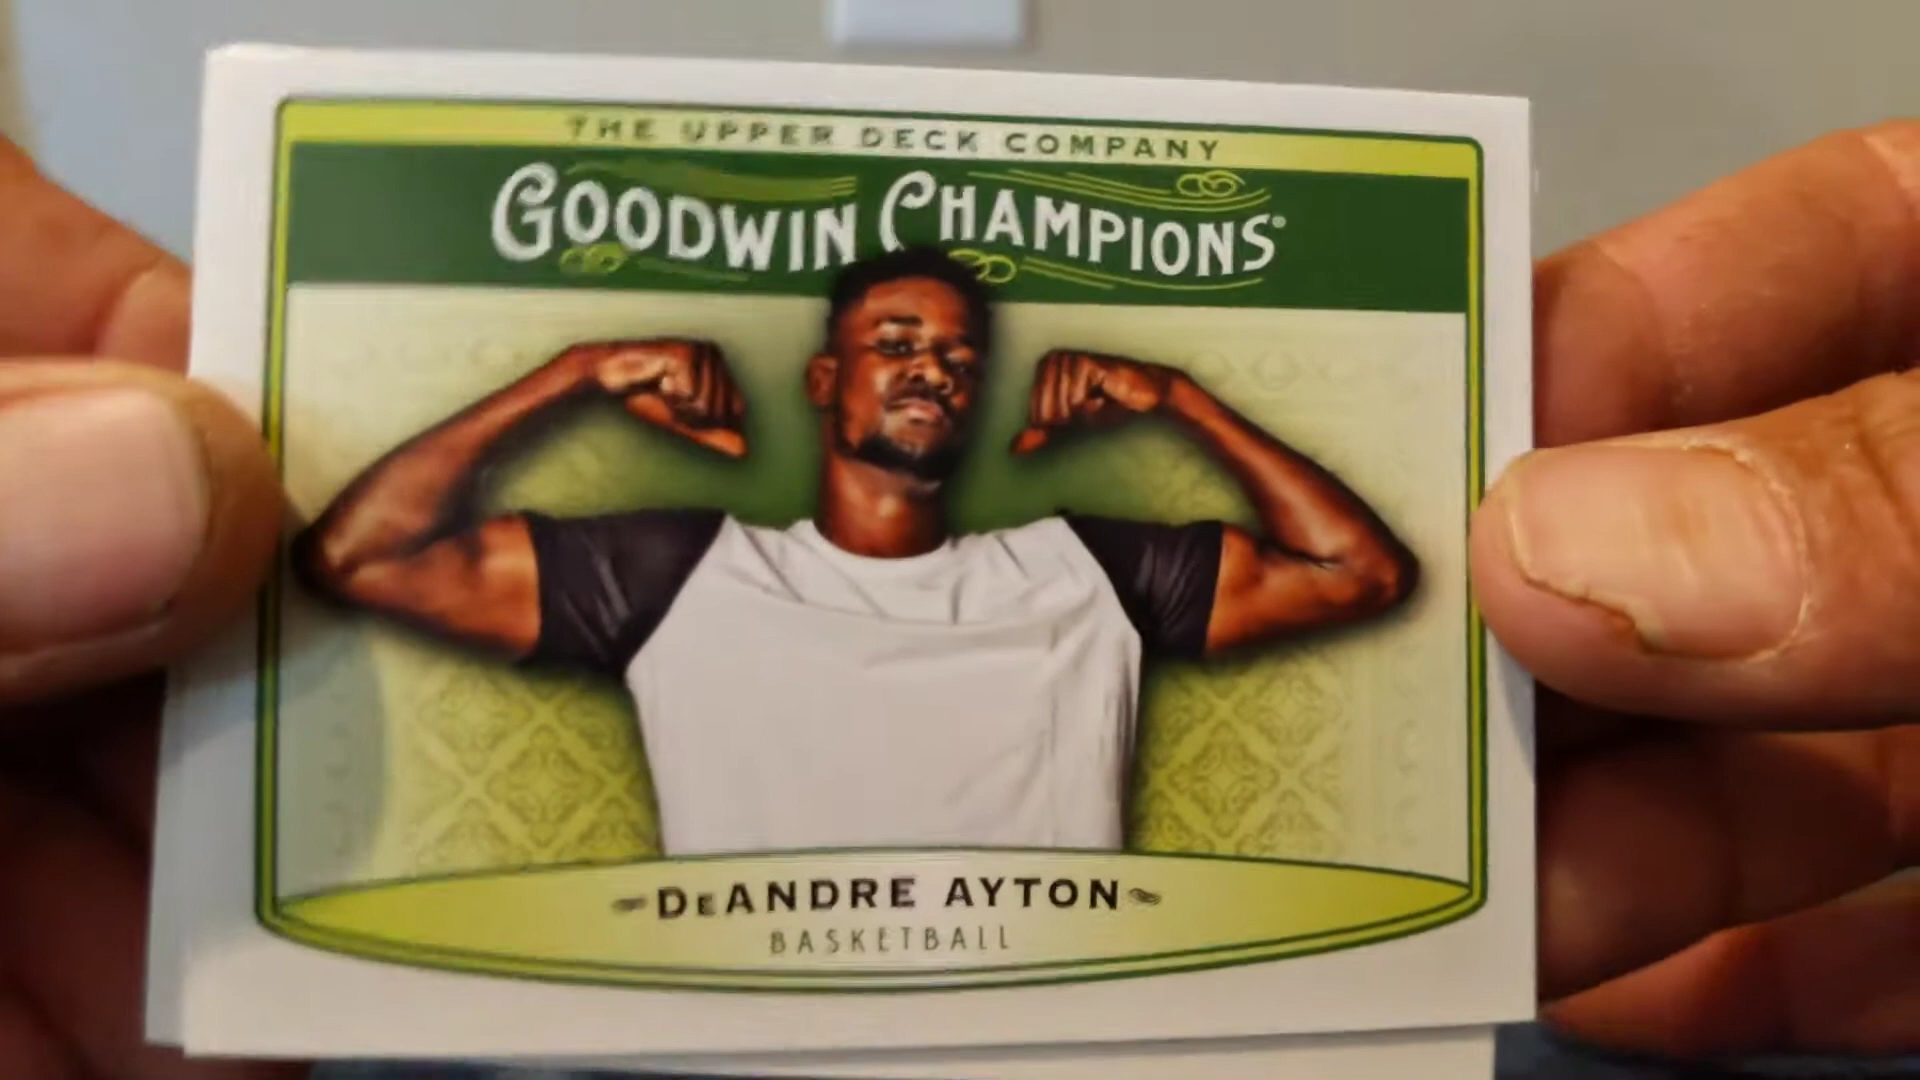 THE UPPER DECK COMPANY
GOODWIN CHAMPIONS®
DEANDRE AYTON
BASKETBALL